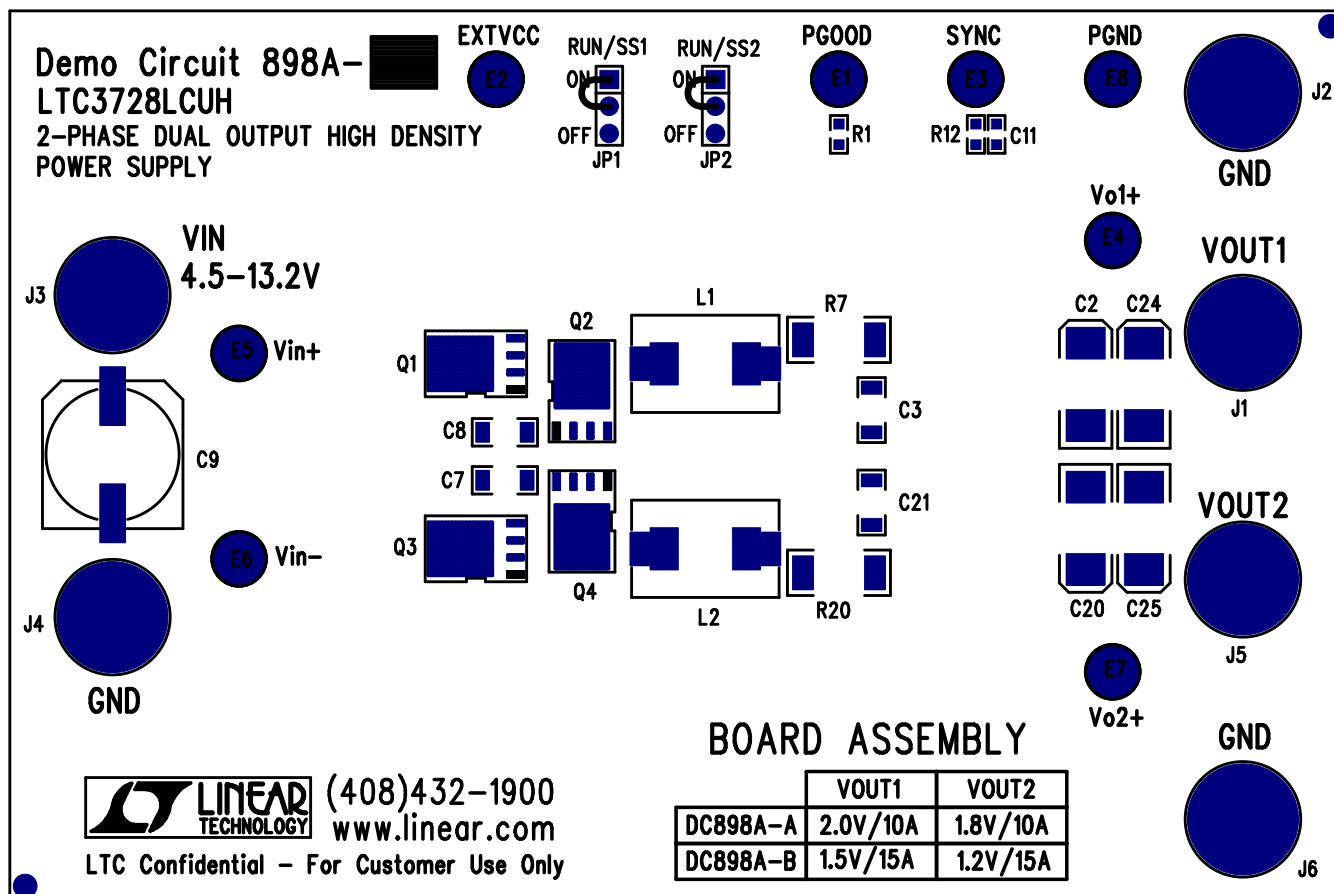 Demo Circuit 898A-
LTC3728LCUH
2-PHASE DUAL OUTPUT HIGH DENSITY
POWER SUPPLY
EXTVCC
E2
RUN/SS1
ON
OFF
JP1
RUN/SS2
ON
OFF
JP2
PGOOD
E1
R1
SYNC
E3
R12
C11
PGND
E8
J2
GND
Vo1+
E4
VOUT1
J1
VIN
4.5-13.2V
J3
E5
Vin+
C9
E6
Vin-
J4
GND
Q1
Q2
L1
R7
C8
C3
C7
C21
Q3
Q4
L2
R20
C2
C24
C20
C25
VOUT2
J5
E7
Vo2+
GND
J6
BOARD ASSEMBLY
VOUT1 VOUT2
DC898A-A 2.0V/10A 1.8V/10A
DC898A-B 1.5V/15A 1.2V/15A
LINEAR
TECHNOLOGY
(408)432-1900
www.linear.com
LTC Confidential - For Customer Use Only